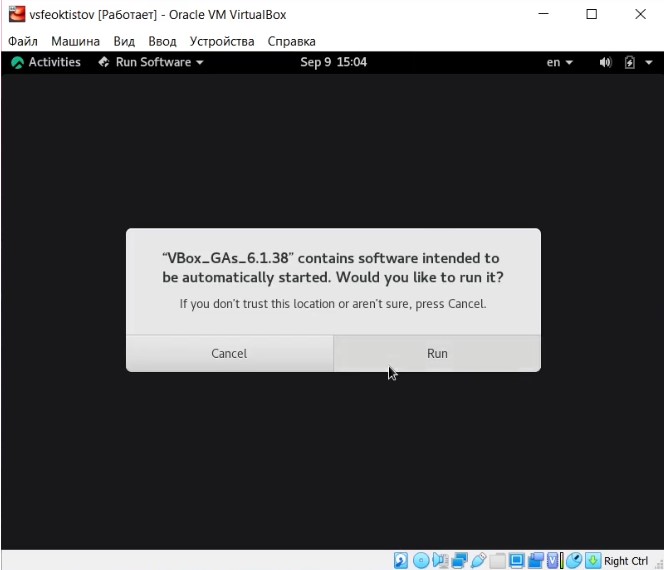 vsfeoktistov [Работает] - Oracle VM VirtualBox
Файл Машина Вид Ввод Устройства Справка
Activities Run Software Sep 9 15:04 en
“VBox_GAs_6.1.38” contains software intended to
be automatically started. Would you like to run it?
If you don't trust this location or aren't sure, press Cancel.
Cancel Run
Right Ctrl